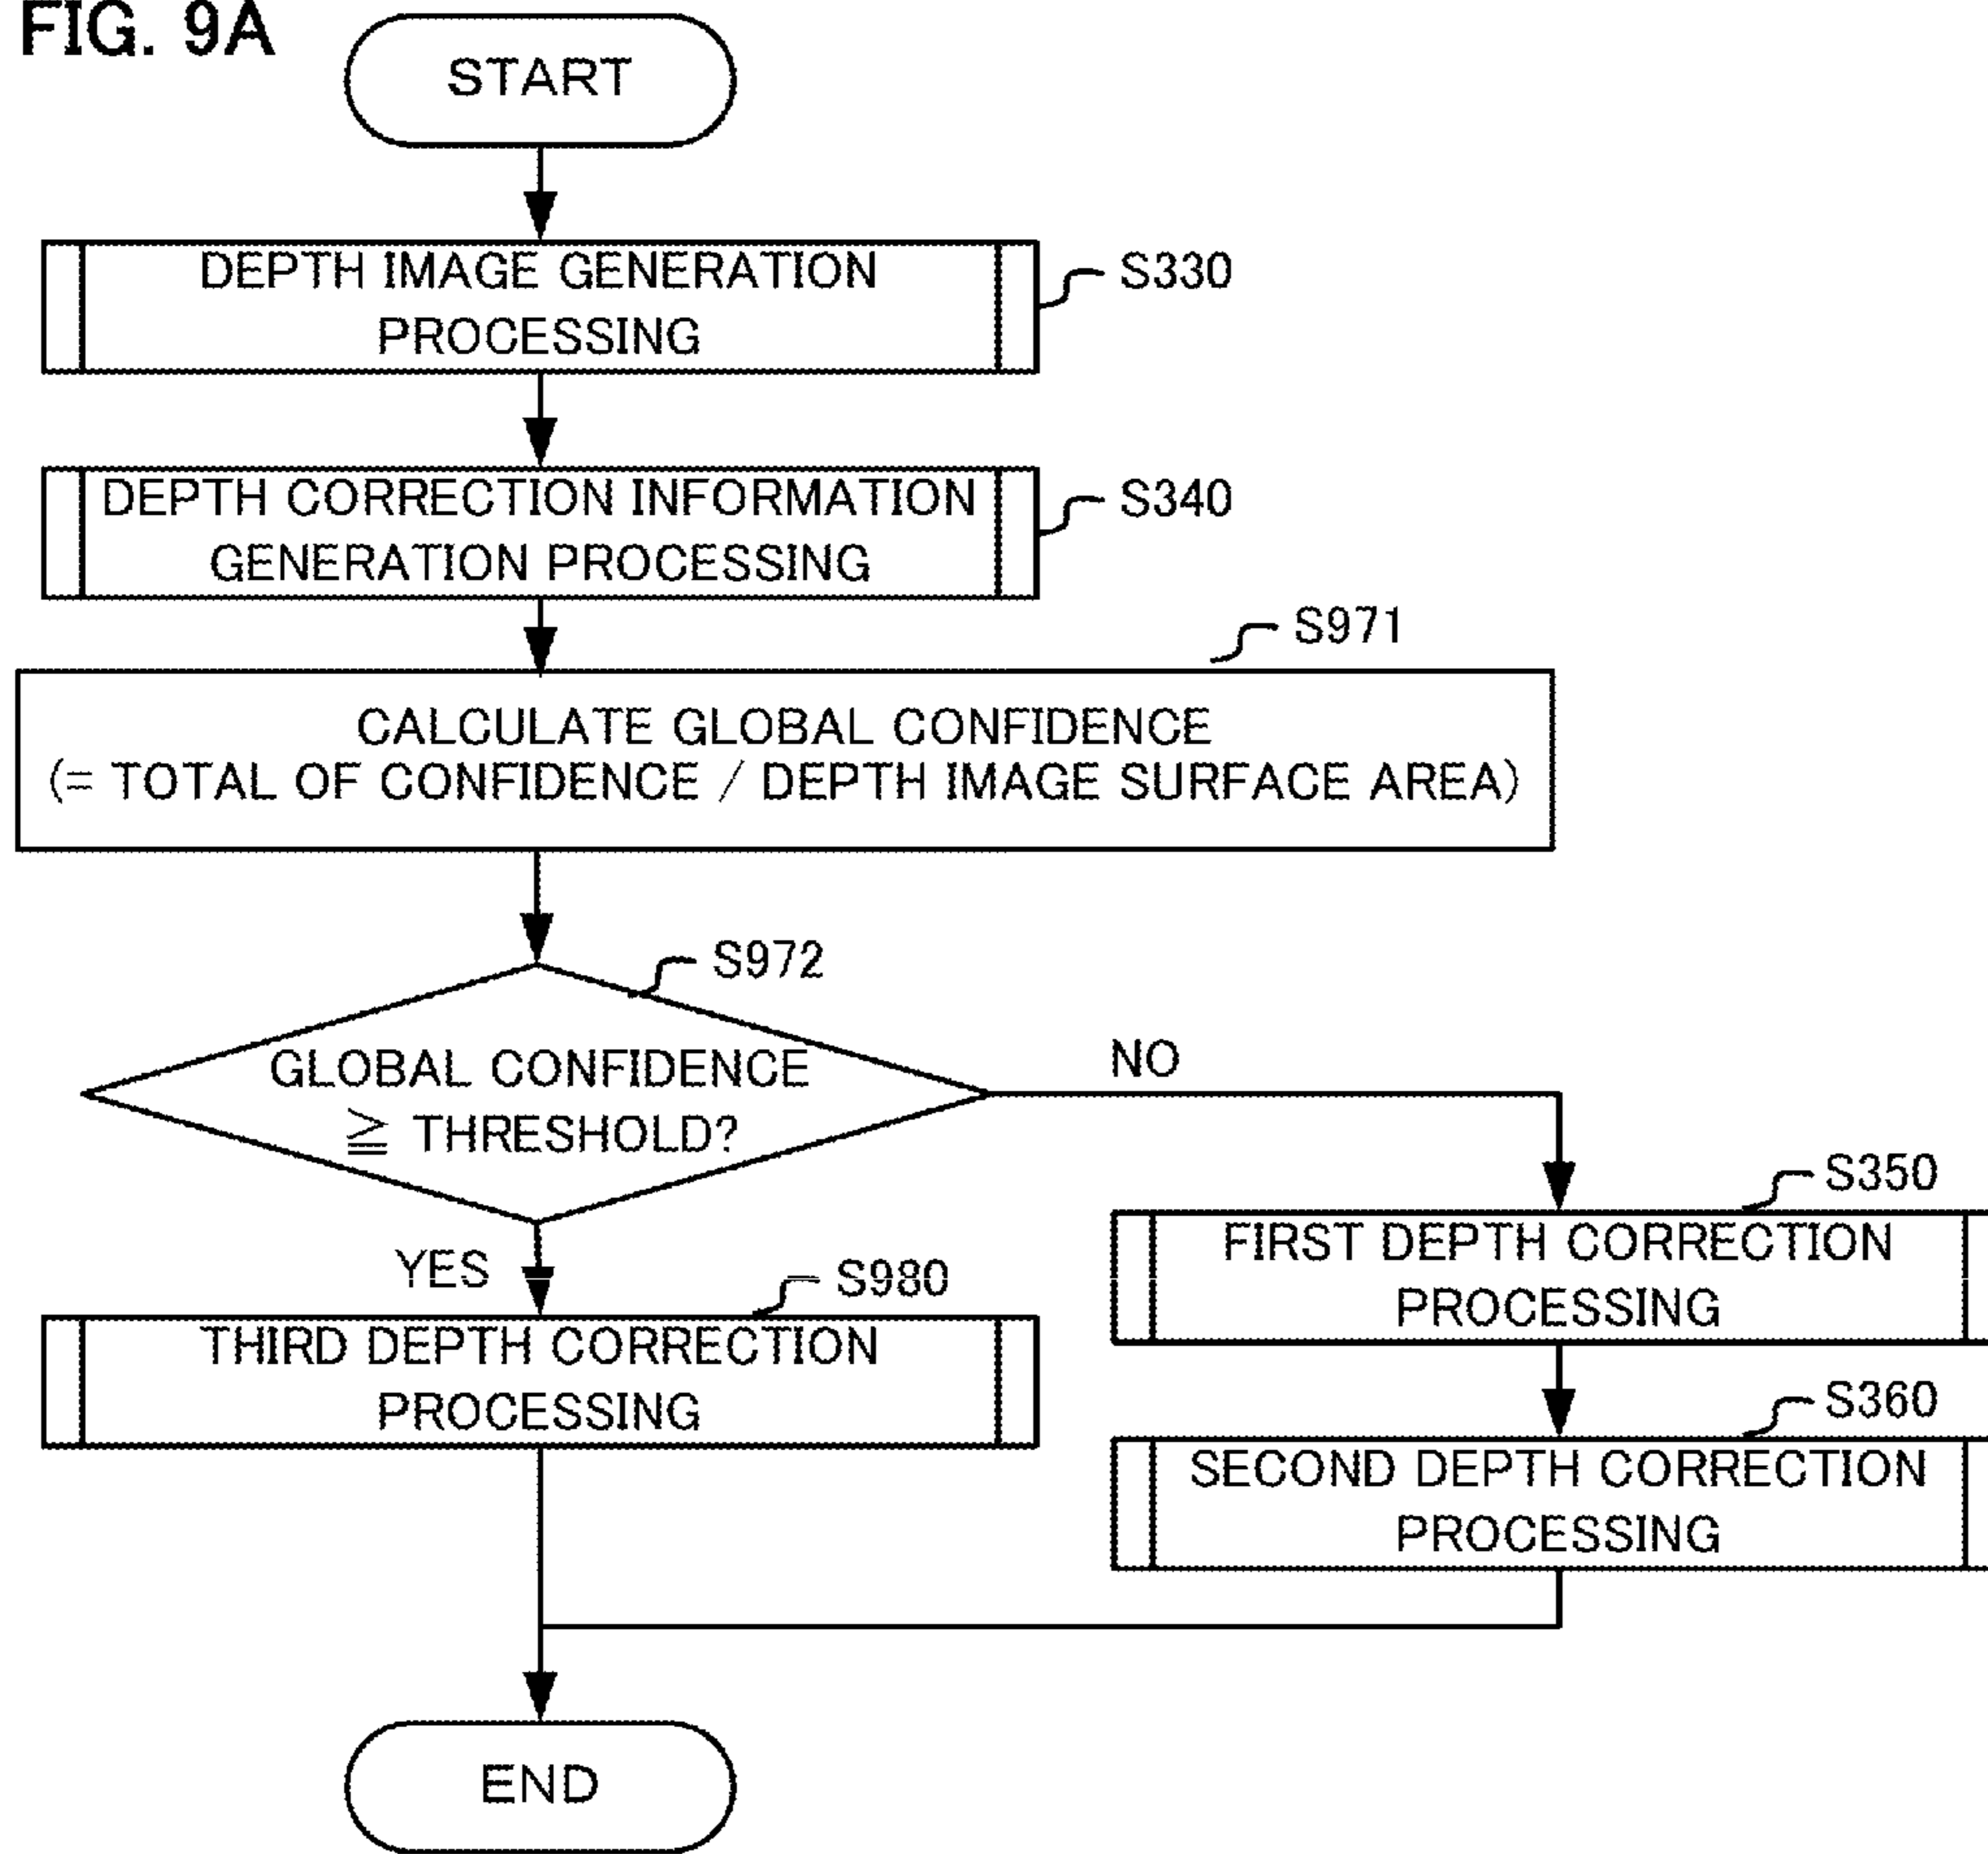 FIG. 9A
START
DEPTH IMAGE GENERATION
PROCESSING
S330
DEPTH CORRECTION INFORMATION
GENERATION PROCESSING
S340
S971
CALCULATE GLOBAL CONFIDENCE
(= TOTAL OF CONFIDENCE / DEPTH IMAGE SURFACE AREA)
S972
GLOBAL CONFIDENCE
≧ THRESHOLD?
NO
YES
S350
FIRST DEPTH CORRECTION
PROCESSING
S980
THIRD DEPTH CORRECTION
PROCESSING
S360
SECOND DEPTH CORRECTION
PROCESSING
END